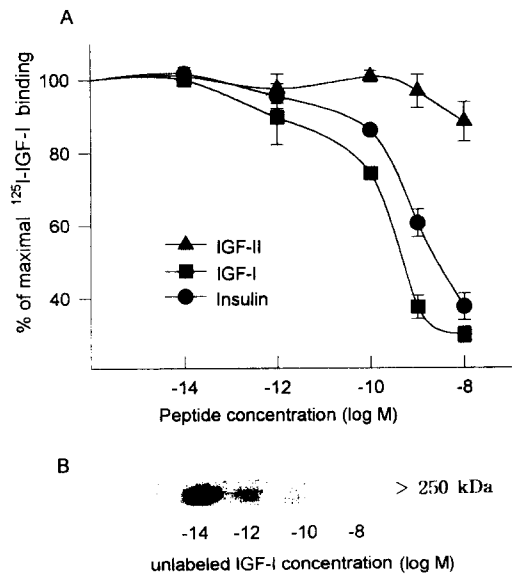 A
% of maximal ¹²⁵I-IGF-I binding
100
80
60
40
IGF-II
IGF-I
Insulin
-14 -12 -10 -8
Peptide concentration (log M)
B
> 250 kDa
-14 -12 -10 -8
unlabeled IGF-I concentration (log M)